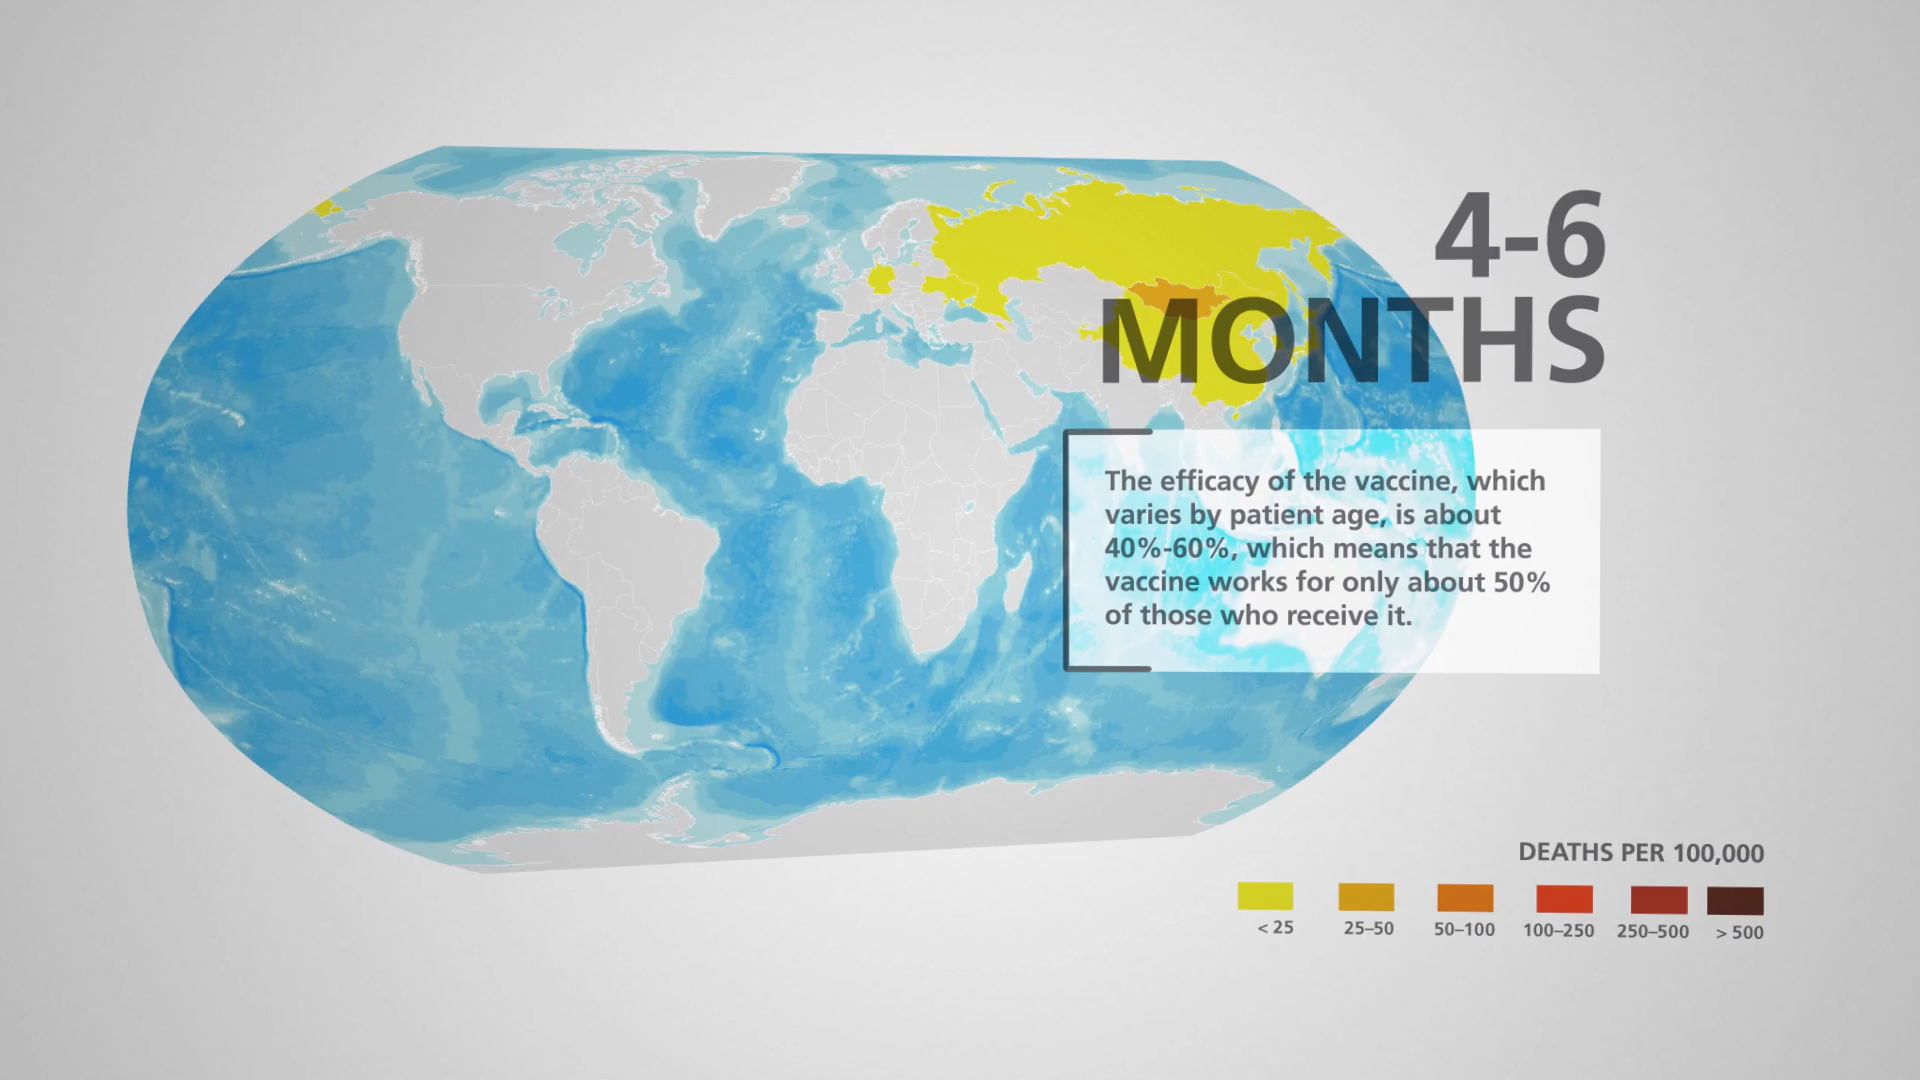 4-6
MONTHS
The efficacy of the vaccine, which
varies by patient age, is about
40%-60%, which means that the
vaccine works for only about 50%
of those who receive it.
DEATHS PER 100,000
< 25
25–50
50–100
100–250
250–500
> 500